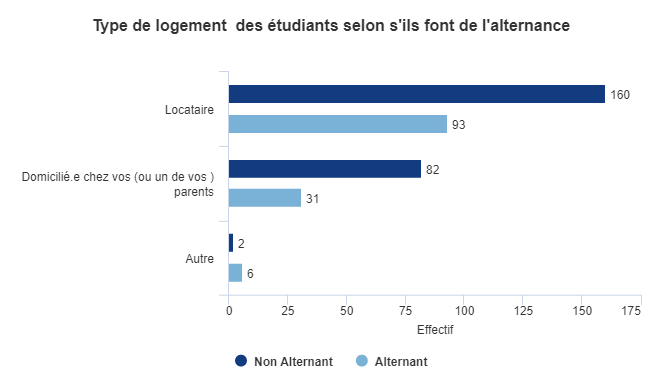 Type de logement  des étudiants selon s'ils font de l'alternance
Locataire
160
93
Domicilié.e chez vos (ou un de vos )
parents
82
31
Autre
2
6
0 25 50 75 100 125 150 175
Effectif
Non Alternant Alternant